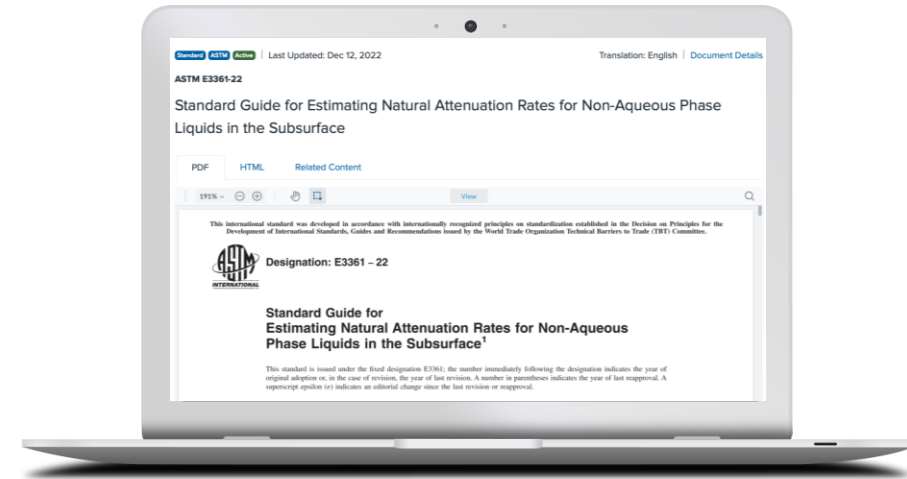 Standard ASTM Active | Last Updated: Dec 12, 2022 Translation: English | Document Details
ASTM E3361-22
Standard Guide for Estimating Natural Attenuation Rates for Non-Aqueous Phase
Liquids in the Subsurface
PDF HTML Related Content
191% View
This international standard was developed in accordance with internationally recognized principles on standardization established in the Decision on Principles for the
Development of International Standards, Guides and Recommendations issued by the World Trade Organization Technical Barriers to Trade (TBT) Committee.
ASTM
INTERNATIONAL
Designation: E3361 – 22
Standard Guide for
Estimating Natural Attenuation Rates for Non-Aqueous
Phase Liquids in the Subsurface1
This standard is issued under the fixed designation E3361; the number immediately following the designation indicates the year of
original adoption or, in the case of revision, the year of last revision. A number in parentheses indicates the year of last reapproval. A
superscript epsilon (ε) indicates an editorial change since the last revision or reapproval.